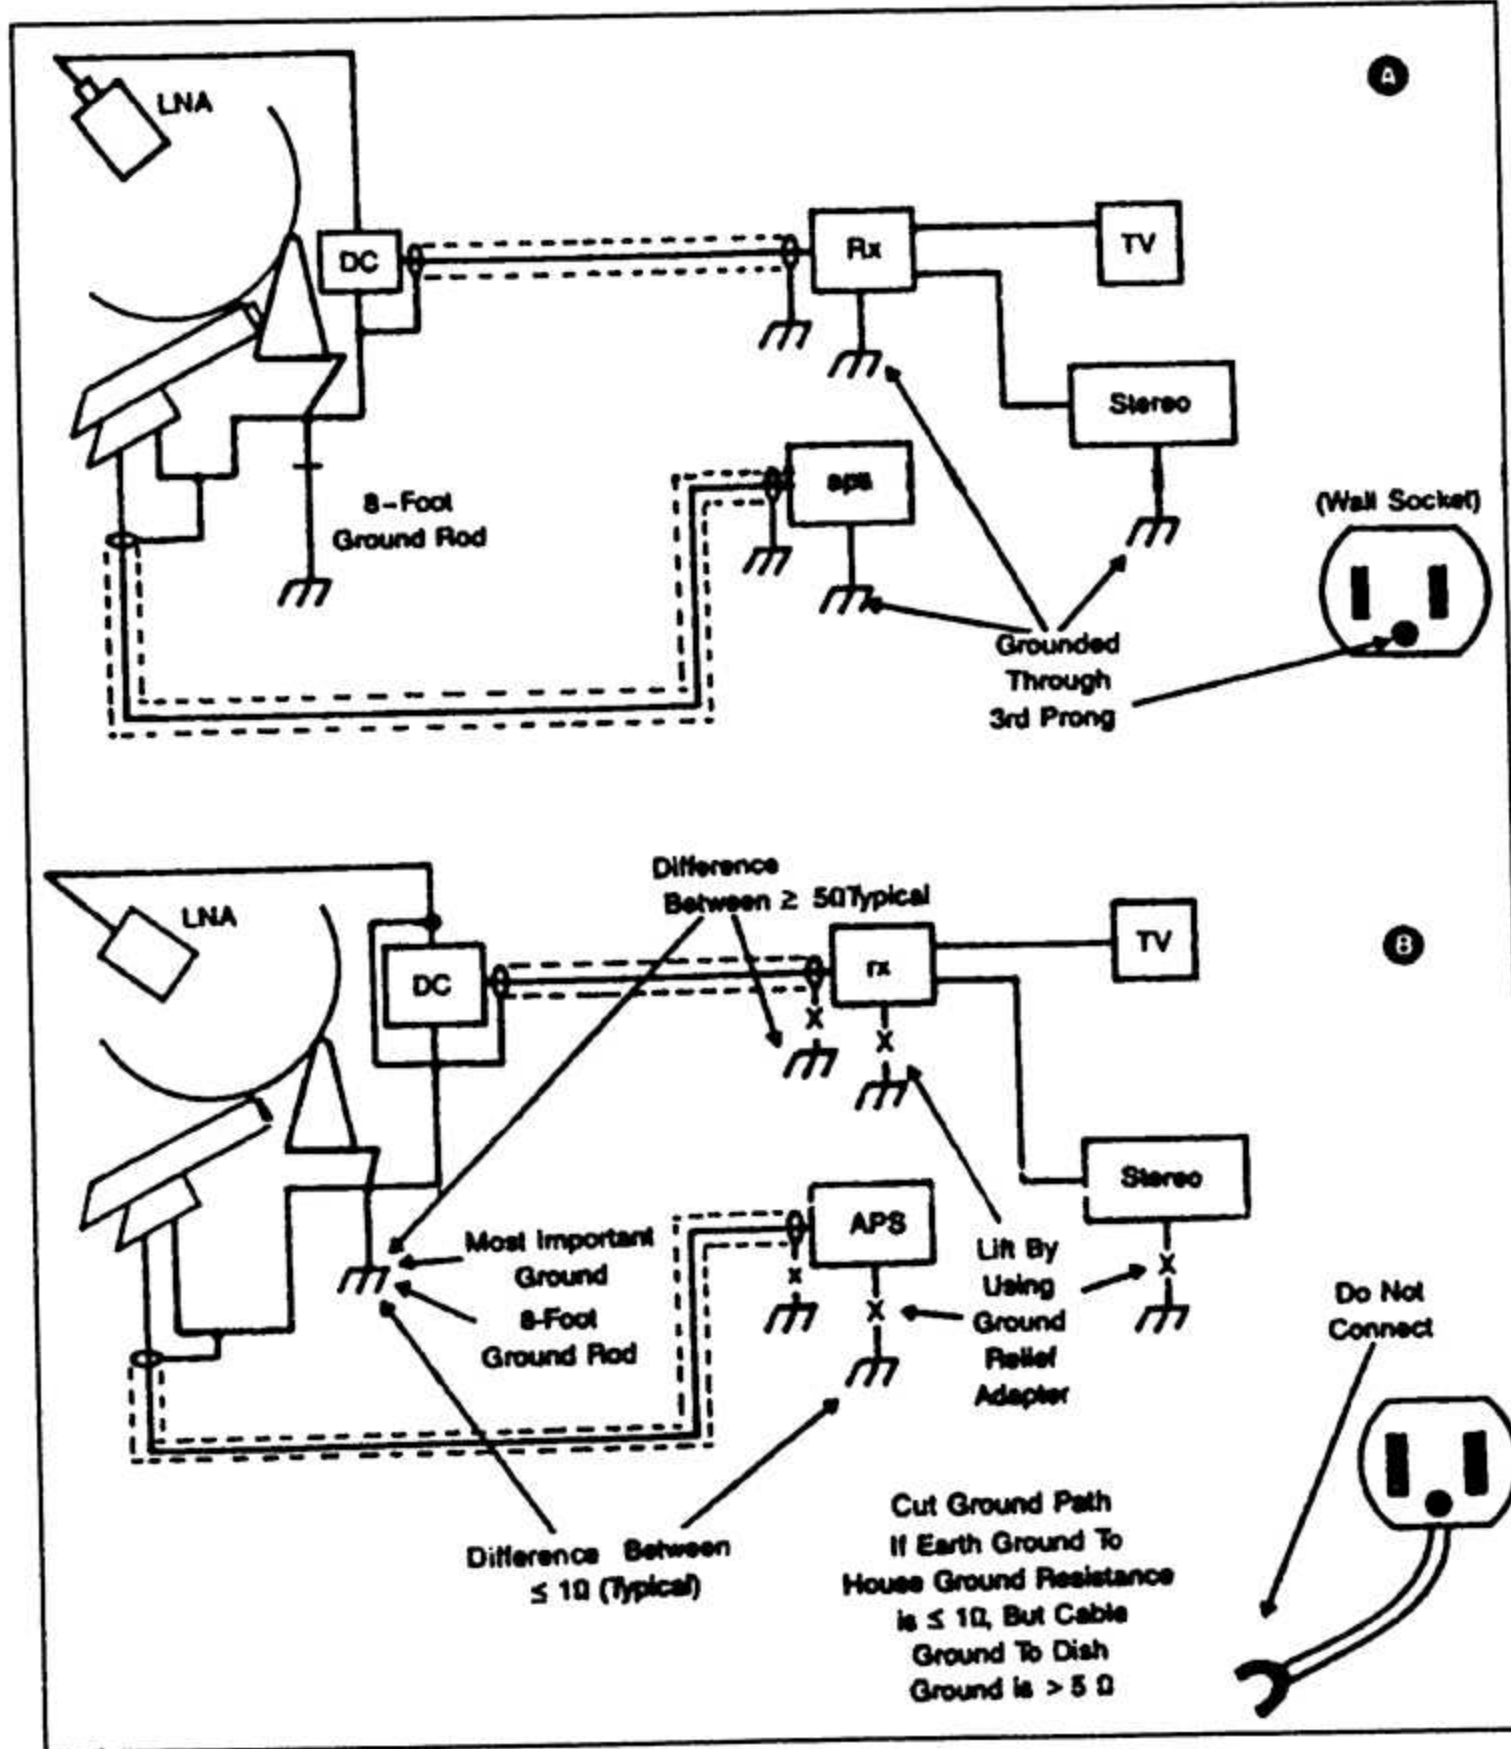 A
LNA
DC
Rx
TV
Stereo
aps
8-Foot
Ground Rod
(Wall Socket)
Grounded
Through
3rd Prong
B
LNA
Difference
Between ≥ 5Ω Typical
DC
rx
TV
Stereo
APS
Most Important
Ground
8-Foot
Ground Rod
Lift By
Using
Ground
Relief
Adapter
Do Not
Connect
Difference Between
≤ 1Ω (Typical)
Cut Ground Path
If Earth Ground To
House Ground Resistance
is ≤ 1Ω, But Cable
Ground To Dish
Ground is > 5 Ω